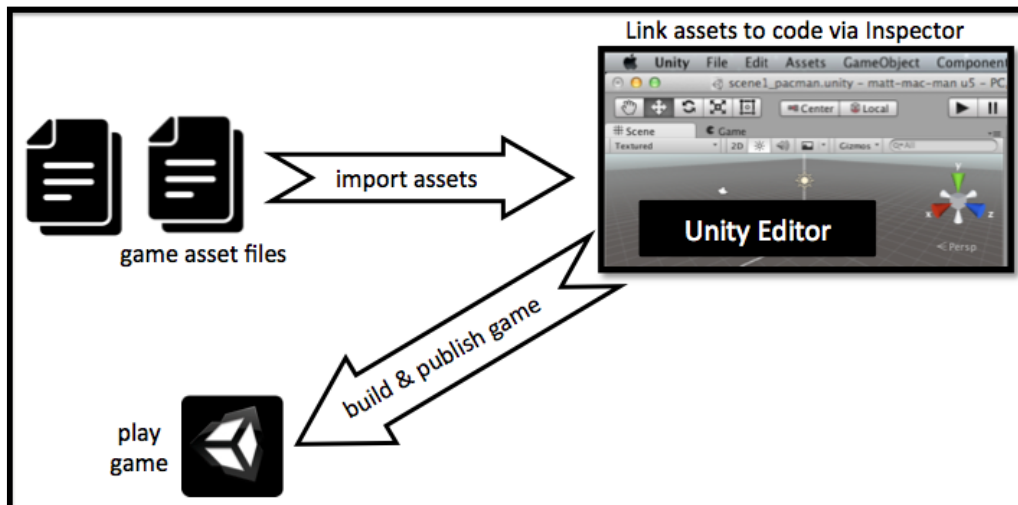 Link assets to code via Inspector
Unity File Edit Assets GameObject Component
scene1_pacman.unity - matt-mac-man u5 - PC,
Center Local
Scene Game
Textured 2D Gizmos All
y
x z
Persp
Unity Editor
import assets
game asset files
build & publish game
play
game